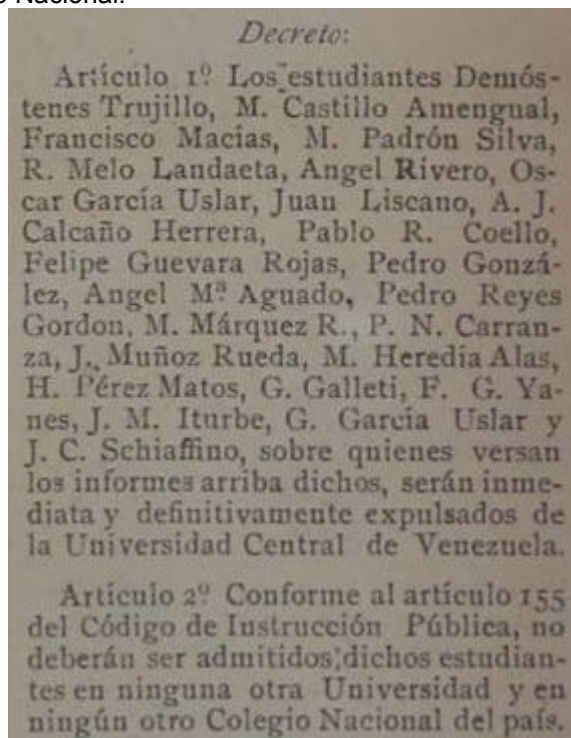 o Nacional.
Decreto:
Artículo 1º Los estudiantes Demós-
tenes Trujillo, M. Castillo Amengual,
Francisco Macias, M. Padrón Silva,
R. Melo Landaeta, Angel Rivero, Os-
car García Uslar, Juan Liscano, A. J.
Calcaño Herrera, Pablo R. Coello,
Felipe Guevara Rojas, Pedro Gonzá-
lez, Angel Mª Aguado, Pedro Reyes
Gordon, M. Márquez R., P. N. Carran-
za, J. Muñoz Rueda, M. Heredia Alas,
H. Pérez Matos, G. Galleti, F. G. Ya-
nes, J. M. Iturbe, G. García Uslar y
J. C. Schiaffino, sobre qnienes versan
los informes arriba dichos, serán inme-
diata y definitivamente expulsados de
la Universidad Central de Venezuela.
Artículo 2º Conforme al artículo 155
del Código de Instrucción Pública, no
deberán ser admitidos dichos estudian-
tes en ninguna otra Universidad y en
ningún otro Colegio Nacional del país.